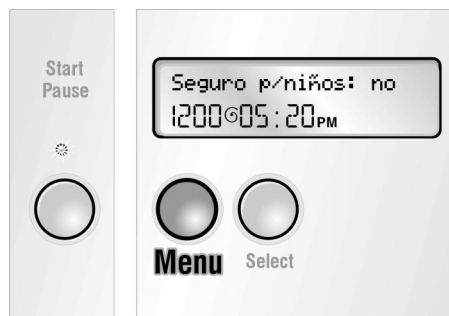 Start
Pause
Seguro p/niños: no
1200 05:20PM
Menu
Select